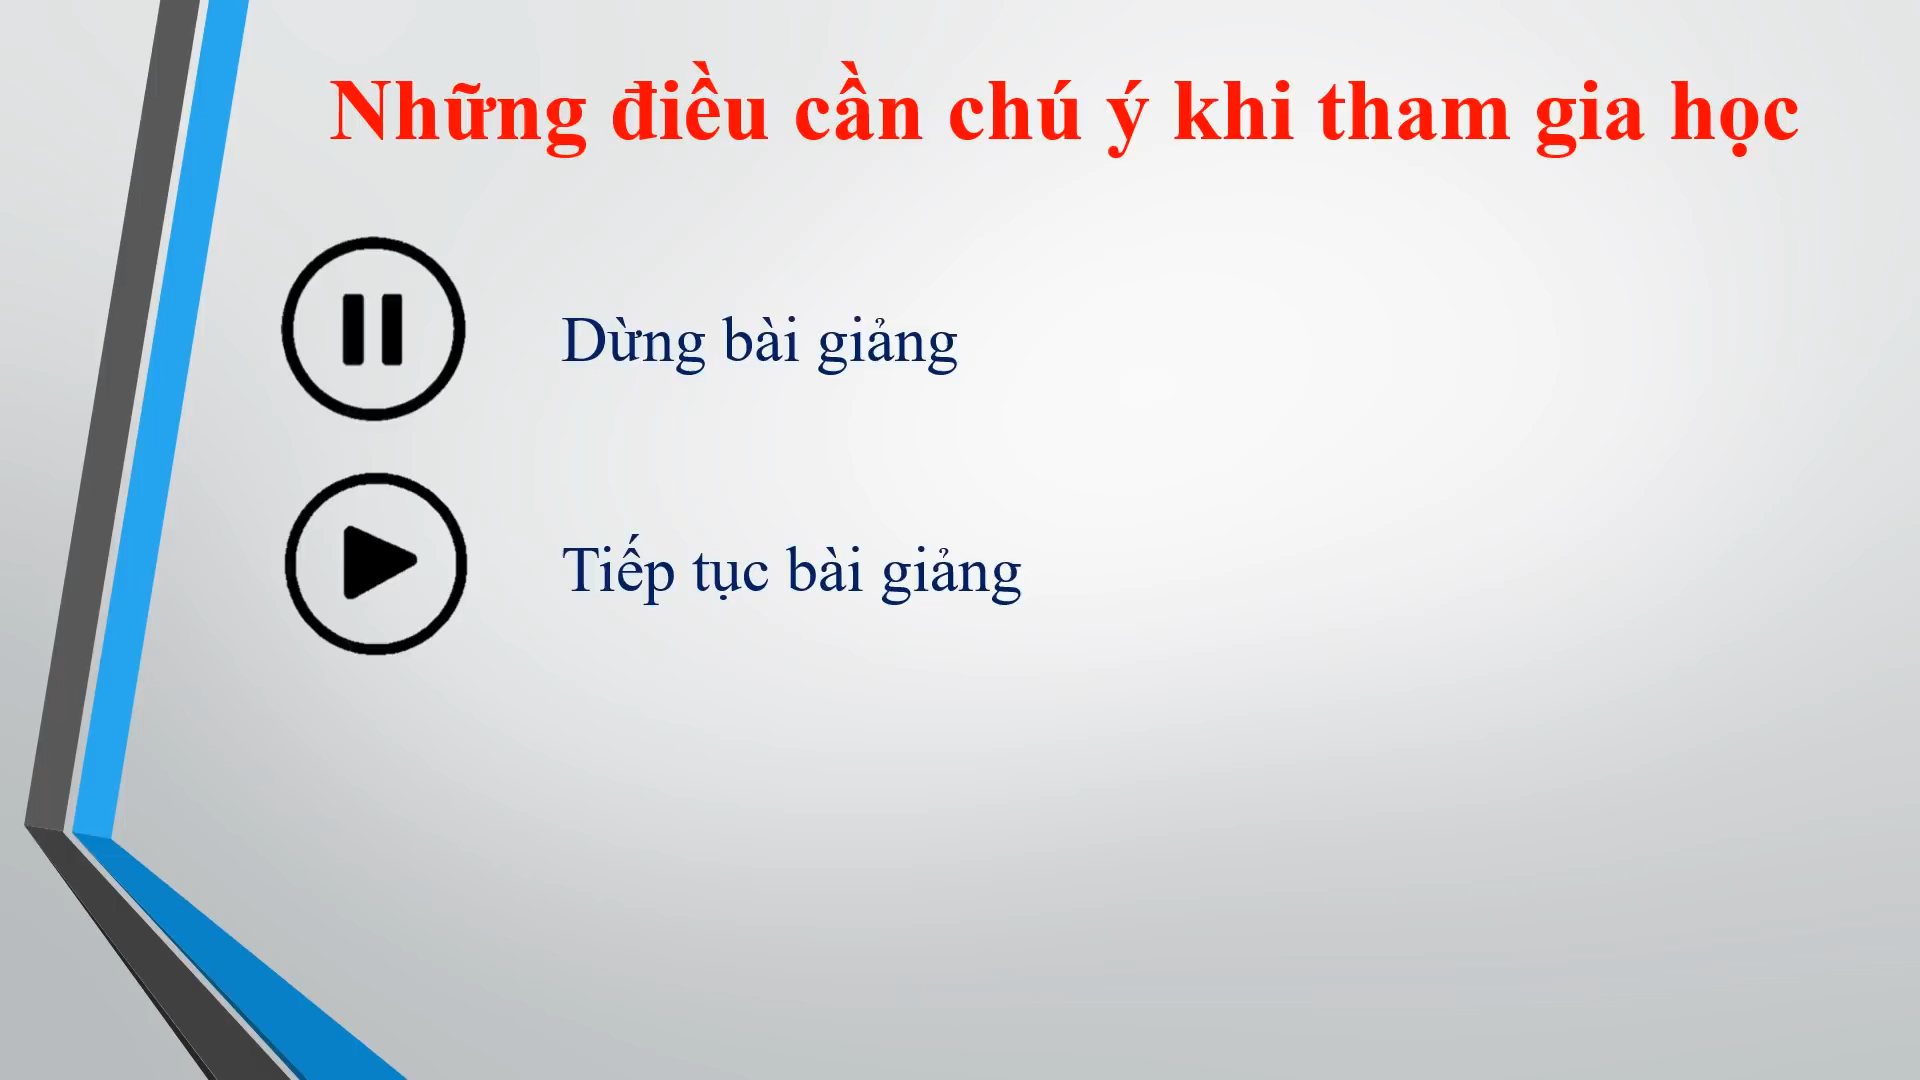 Những điều cần chú ý khi tham gia học
Dừng bài giảng
Tiếp tục bài giảng